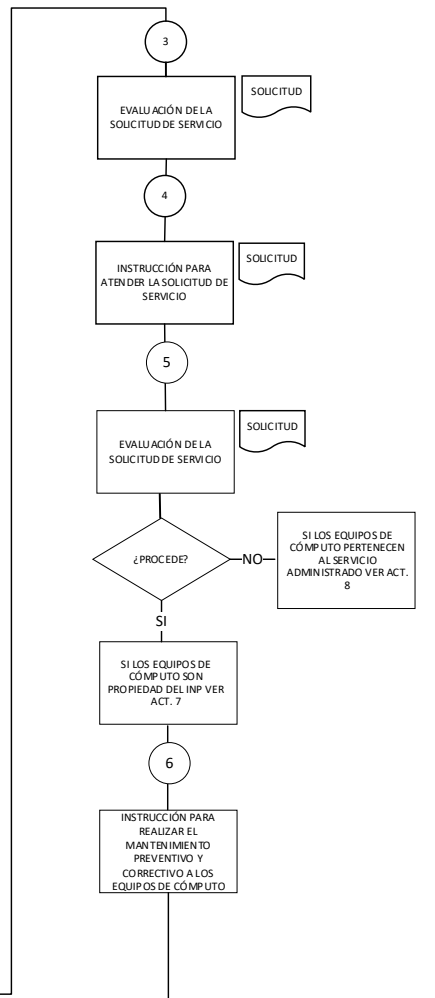 3
EVALUACIÓN DE LA
SOLICITUD DE SERVICIO
SOLICITUD
4
INSTRUCCIÓN PARA
ATENDER LA SOLICITUD DE
SERVICIO
SOLICITUD
5
EVALUACIÓN DE LA
SOLICITUD DE SERVICIO
SOLICITUD
¿PROCEDE?
NO
SI LOS EQUIPOS DE
CÓMPUTO PERTENECEN
AL SERVICIO
ADMINISTRADO VER ACT.
8
SI
SI LOS EQUIPOS DE
CÓMPUTO SON
PROPIEDAD DEL INP VER
ACT. 7
6
INSTRUCCIÓN PARA
REALIZAR EL
MANTENIMIENTO
PREVENTIVO Y
CORRECTIVO A LOS
EQUIPOS DE CÓMPUTO